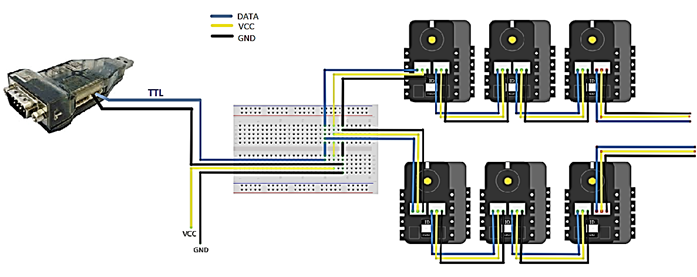 DATA
VCC
GND
TTL
VCC
GND